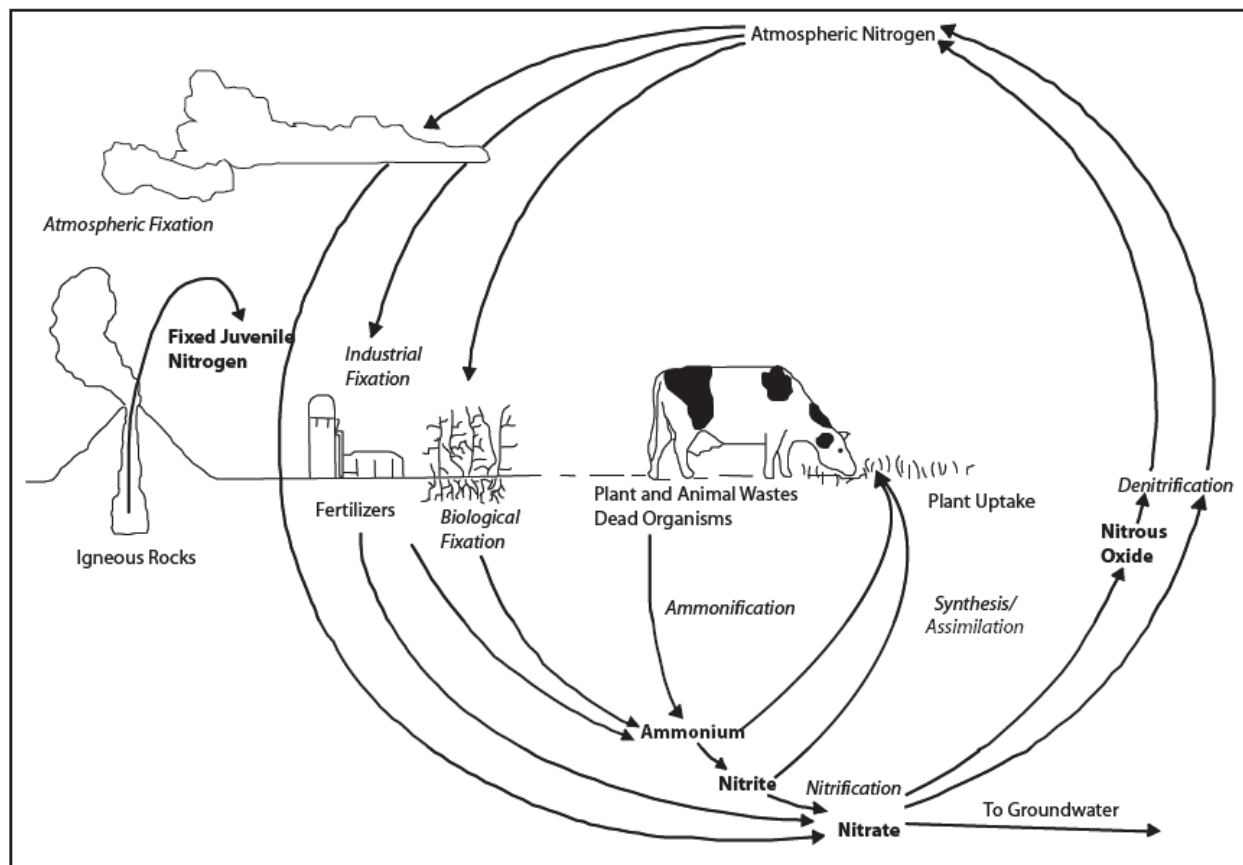 Atmospheric Nitrogen
Atmospheric Fixation
Fixed Juvenile
Nitrogen
Industrial
Fixation
Igneous Rocks
Fertilizers
Biological
Fixation
Plant and Animal Wastes
Dead Organisms
Plant Uptake
Denitrification
Nitrous
Oxide
Ammonification
Synthesis/
Assimilation
Ammonium
Nitrite
Nitrification
Nitrate
To Groundwater